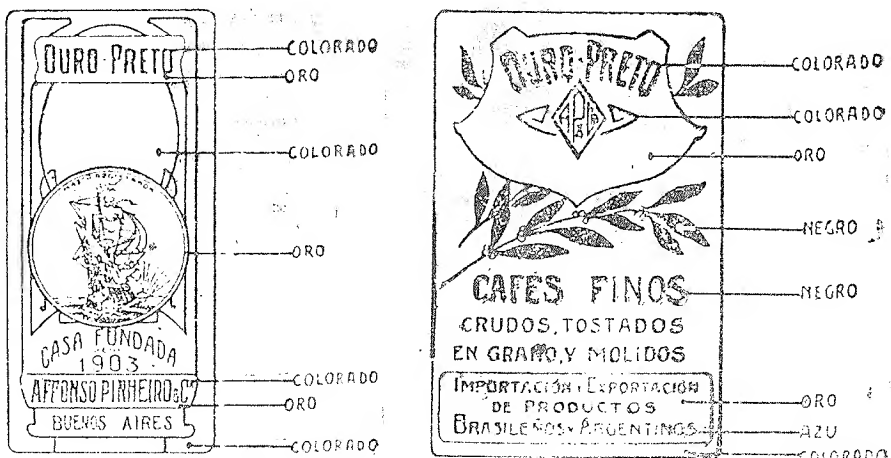 OURO-PRETO
COLORADO
ORO
COLORADO
ORO
CASA FUNDADA
1903
AFFONSO PINHEIRO & Cª
COLORADO
ORO
BUENOS AIRES
COLORADO
OURO-PRETO
COLORADO
COLORADO
ORO
NEGRO
CAFES FINOS
NEGRO
CRUDOS, TOSTADOS
EN GRANO, Y MOLIDOS
IMPORTACIÓN Y EXPORTACIÓN
DE PRODUCTOS
ORO
BRASILEÑOS Y ARGENTINOS
AZU
COLORADO